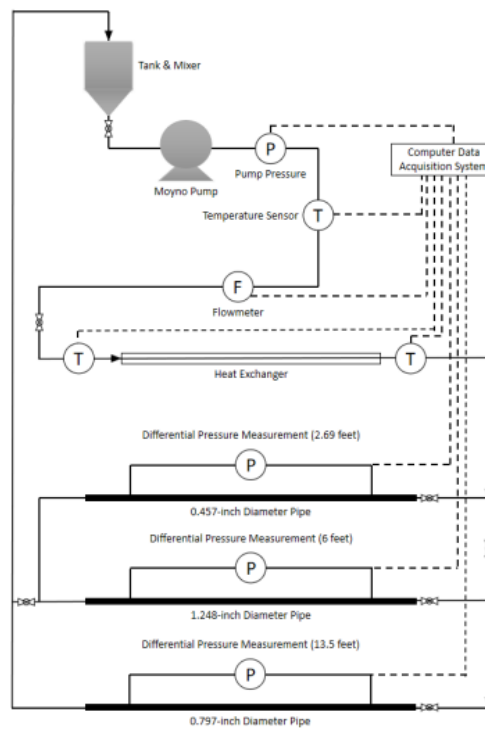 Tank & Mixer
P
Computer Data
Acquisition System
Pump Pressure
Moyno Pump
Temperature Sensor
T
F
Flowmeter
T
T
Heat Exchanger
Differential Pressure Measurement (2.69 feet)
P
0.457-inch Diameter Pipe
Differential Pressure Measurement (6 feet)
P
1.248-inch Diameter Pipe
Differential Pressure Measurement (13.5 feet)
P
0.797-inch Diameter Pipe